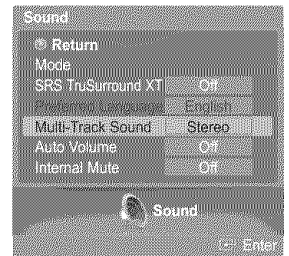 Sound
Return
Mode
SRS TruSurround XT Off
Preferred Language English
Multi-Track Sound Stereo
Auto Volume Off
Internal Mute Off
Sound
Enter